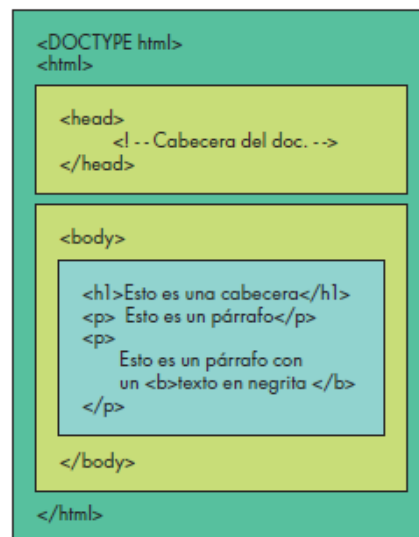 <DOCTYPE html>
<html>
<head>
<! -- Cabecera del doc. -->
</head>
<body>
<h1>Esto es una cabecera</h1>
<p> Esto es un párrafo</p>
<p>
Esto es un párrafo con
un <b>texto en negrita </b>
</p>
</body>
</html>